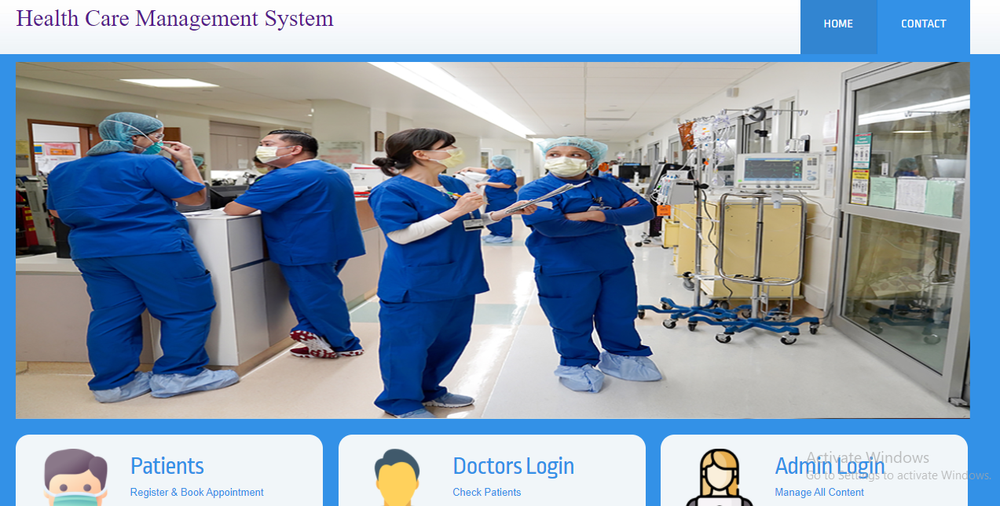 Health Care Management System
HOME
CONTACT
Patients
Register & Book Appointment
Doctors Login
Check Patients
Admin Login
Manage All Content
Activate Windows
Go to Settings to activate Windows.